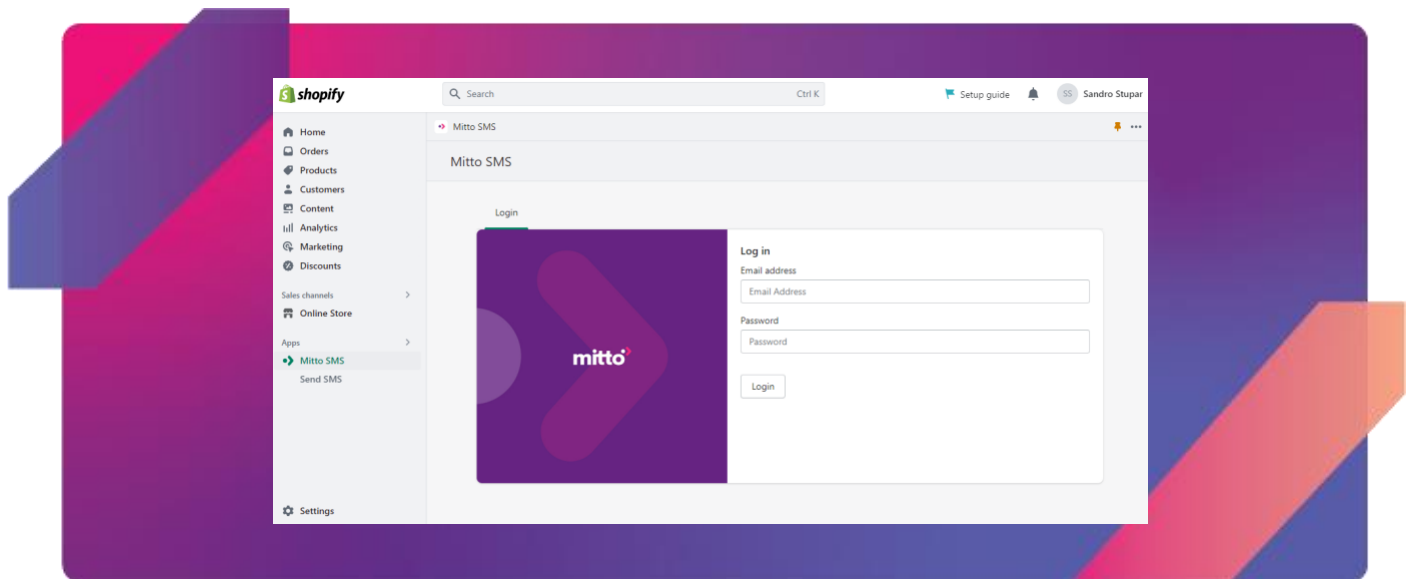 shopify
Search
Ctrl K
Setup guide
SS
Sandro Stupar
Home
Orders
Products
Customers
Content
Analytics
Marketing
Discounts
Sales channels
Online Store
Apps
Mitto SMS
Send SMS
Settings
Mitto SMS
Mitto SMS
Login
mitto
Log in
Email address
Email Address
Password
Password
Login